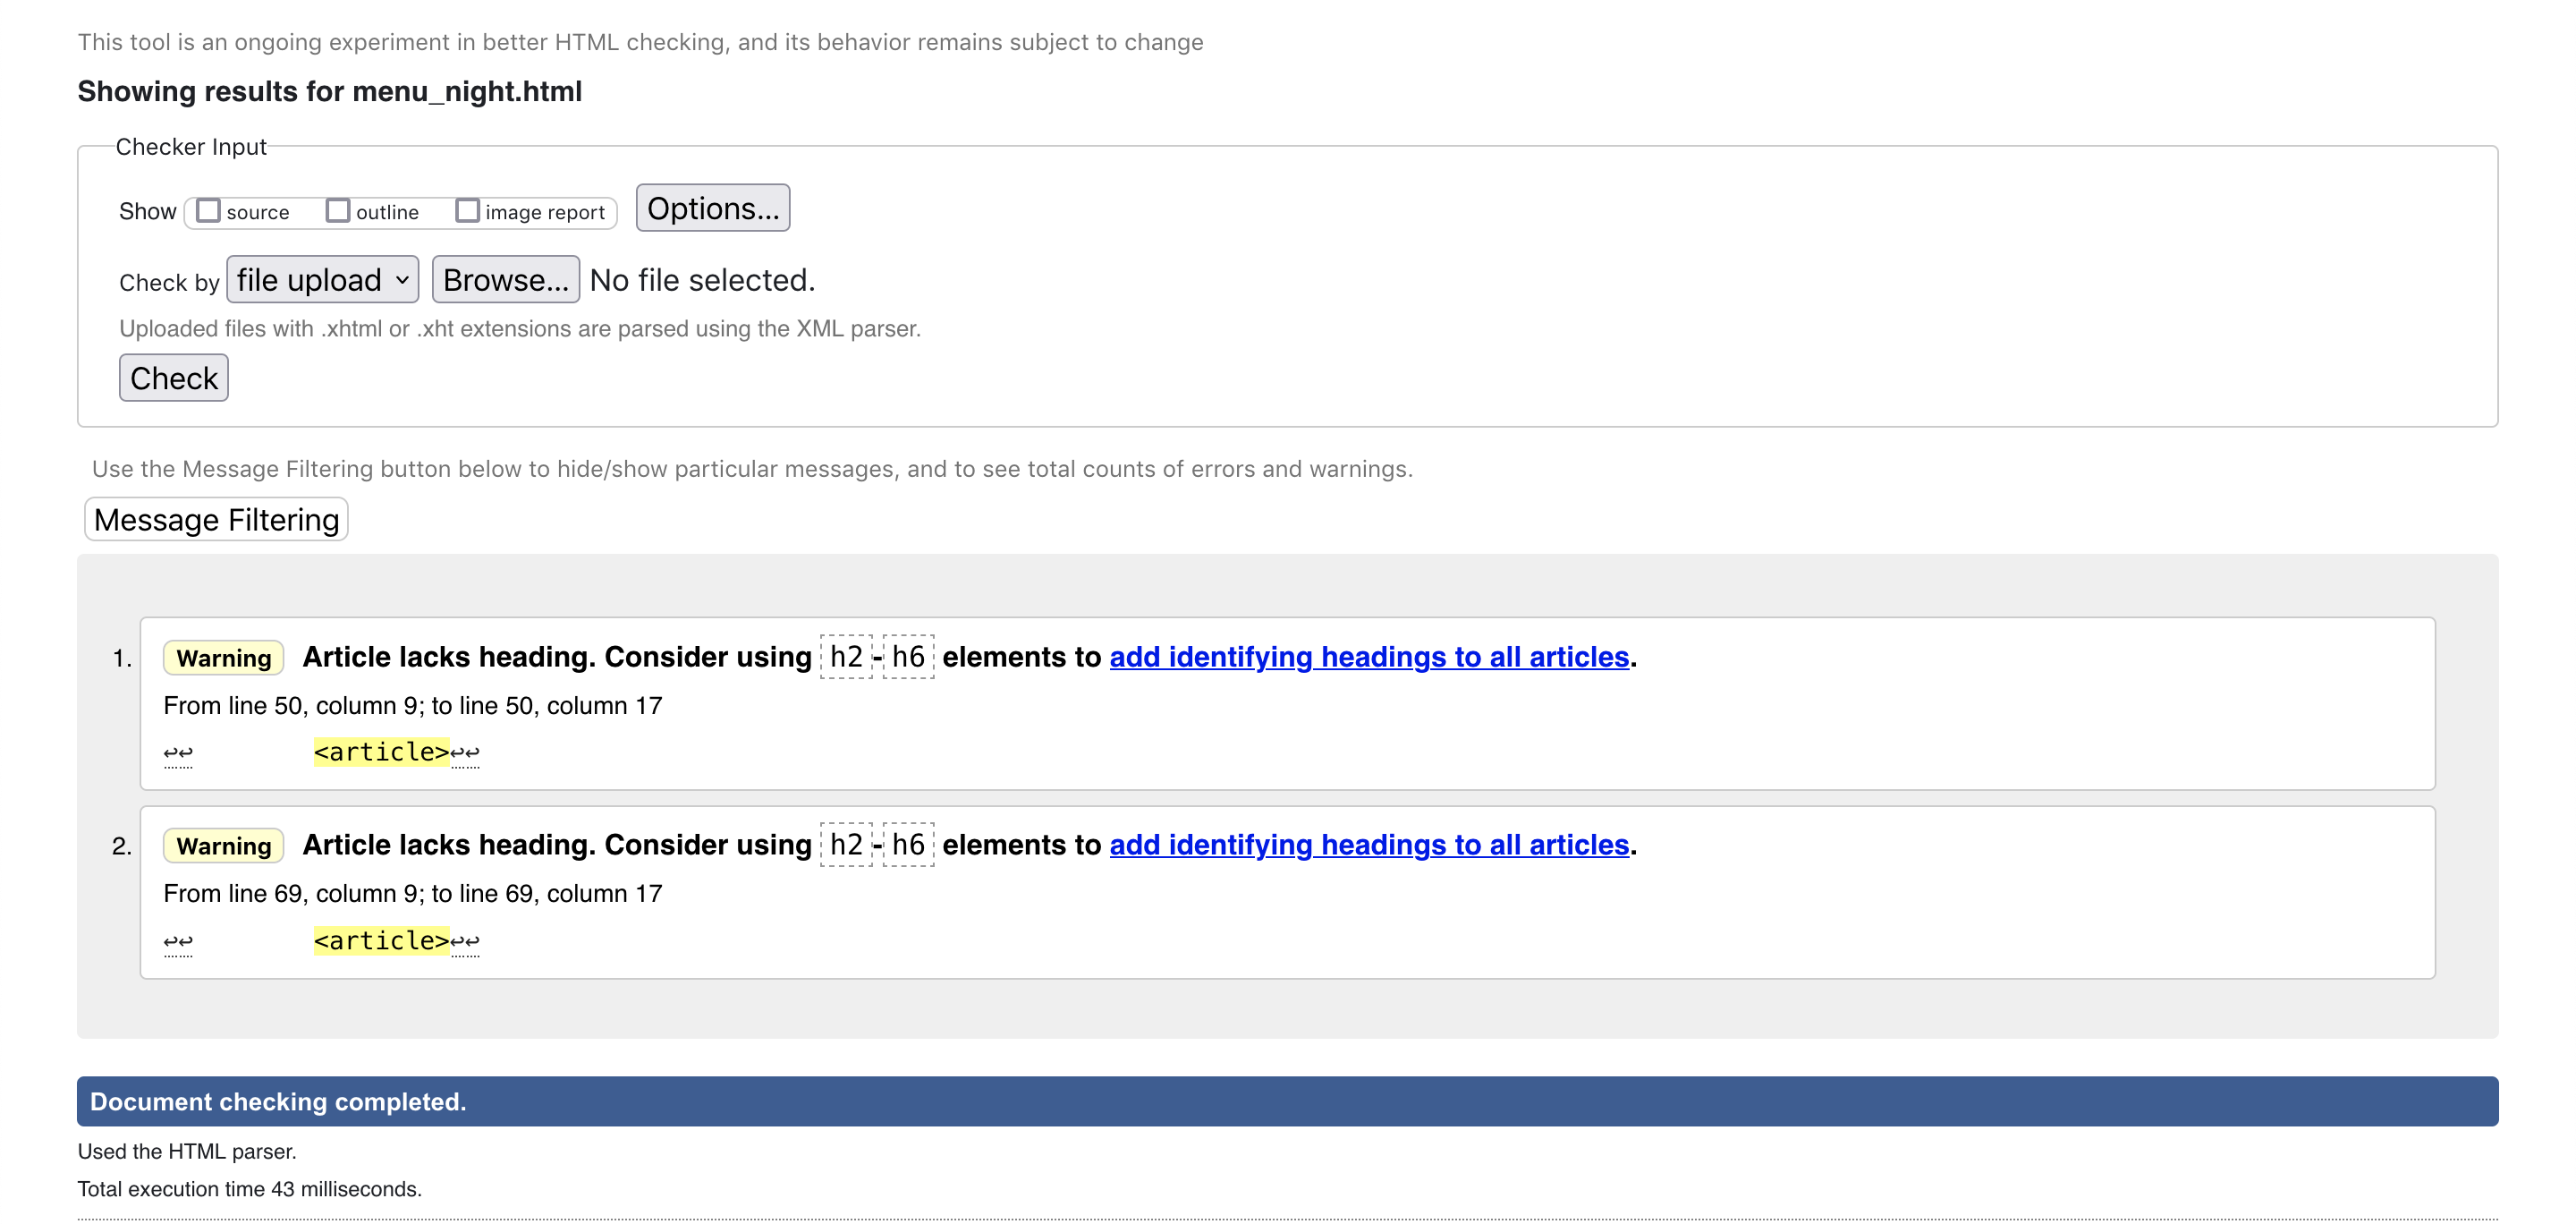 This tool is an ongoing experiment in better HTML checking, and its behavior remains subject to change
Showing results for menu_night.html
Checker Input
Show source outline image report Options...
Check by file upload Browse... No file selected.
Uploaded files with .xhtml or .xht extensions are parsed using the XML parser.
Check
Use the Message Filtering button below to hide/show particular messages, and to see total counts of errors and warnings.
Message Filtering
1. Warning Article lacks heading. Consider using h2-h6 elements to add identifying headings to all articles.
From line 50, column 9; to line 50, column 17
↩↩ <article>↩↩
2. Warning Article lacks heading. Consider using h2-h6 elements to add identifying headings to all articles.
From line 69, column 9; to line 69, column 17
↩↩ <article>↩↩
Document checking completed.
Used the HTML parser.
Total execution time 43 milliseconds.